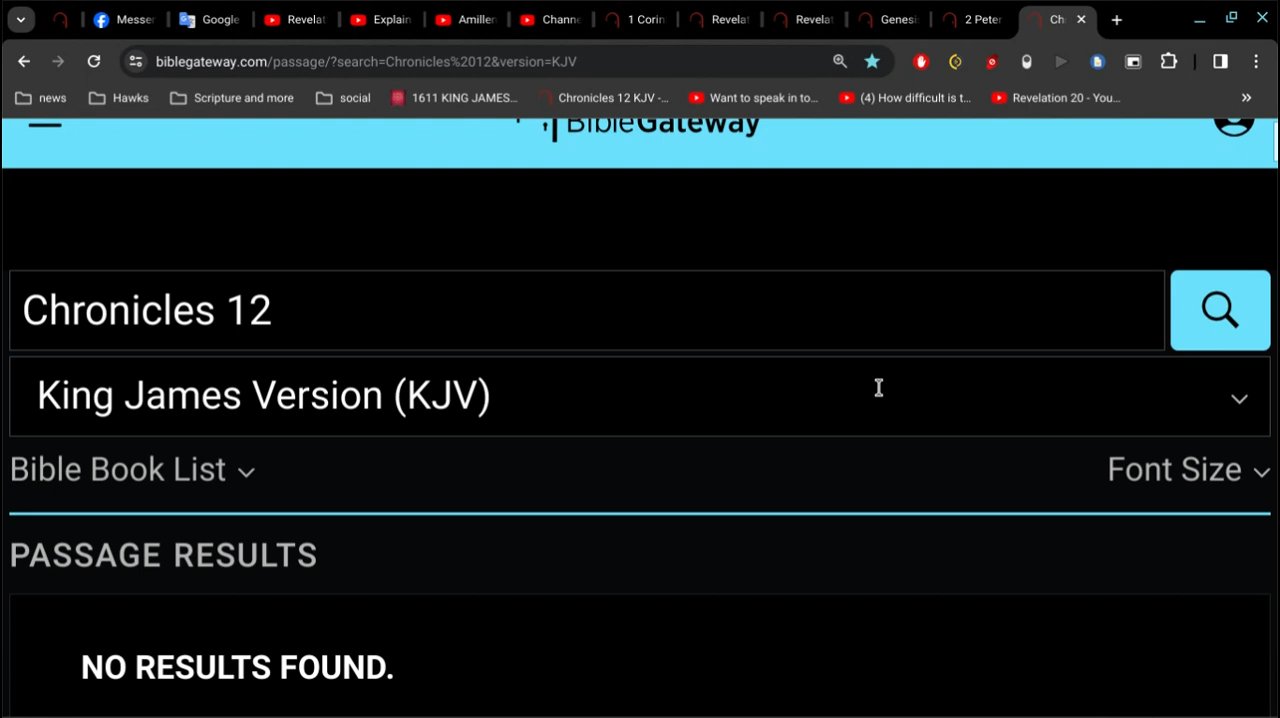 Messer
Google
Revelat
Explain
Amillen
Chann
1 Corin
Revelat
Revelat
Genesi
2 Peter
Ch
biblegateway.com/passage/?search=Chronicles%2012&version=KJV
news
Hawks
Scripture and more
social
1611 KING JAMES...
Chronicles 12 KJV -...
Want to speak in to...
(4) How difficult is t...
Revelation 20 - You...
»
BibleGateway
Chronicles 12
King James Version (KJV)
Bible Book List
Font Size
PASSAGE RESULTS
NO RESULTS FOUND.